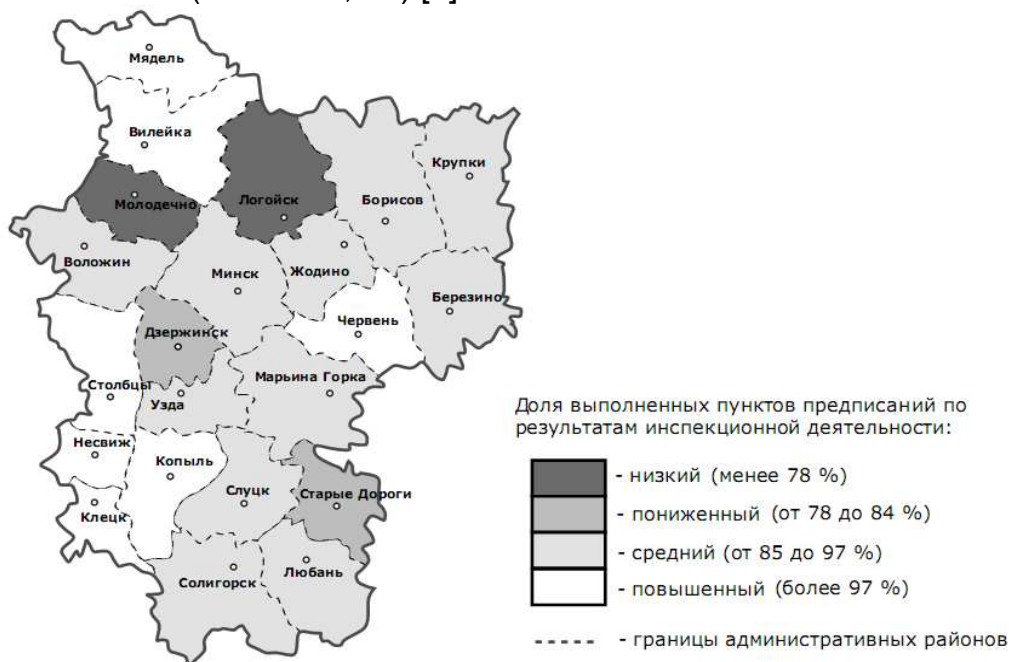 Мядель
Вилейка
Крупки
Молодечно
Логойск
Борисов
Воложин
Минск
Жодино
Березино
Червень
Дзержинск
Марьина Горка
Столбцы
Узда
Несвиж
Копыль
Слуцк
Старые Дороги
Клецк
Солигорск
Любань
Доля выполненных пунктов предписаний по
результатам инспекционной деятельности:
- низкий (менее 78 %)
- пониженный (от 78 до 84 %)
- средний (от 85 до 97 %)
- повышенный (более 97 %)
- границы административных районов